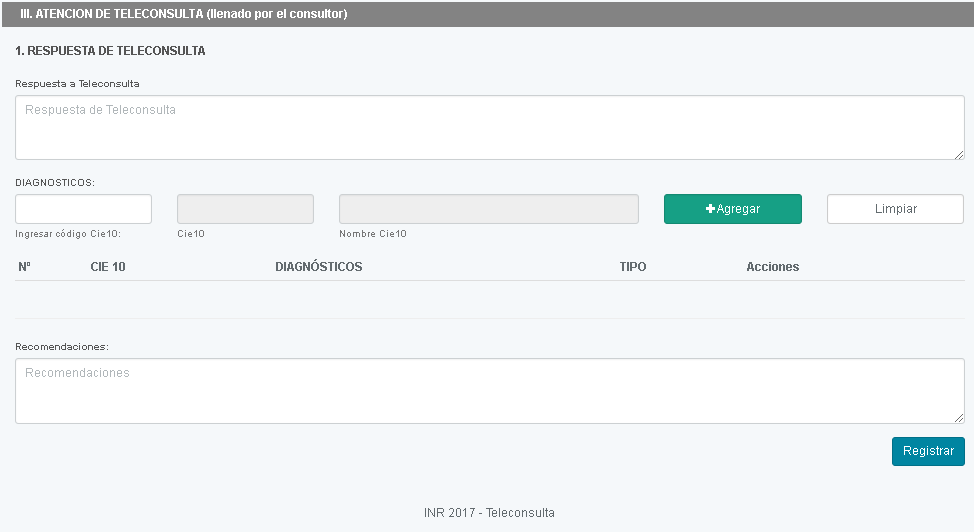 III. ATENCION DE TELECONSULTA (llenado por el consultor)
1. RESPUESTA DE TELECONSULTA
Respuesta a Teleconsulta
Respuesta de Teleconsulta
DIAGNOSTICOS:
+Agregar Limpiar
Ingresar código Cie10: Cie10 Nombre Cie10
Nº CIE 10 DIAGNÓSTICOS TIPO Acciones
Recomendaciones:
Recomendaciones
Registrar
INR 2017 - Teleconsulta